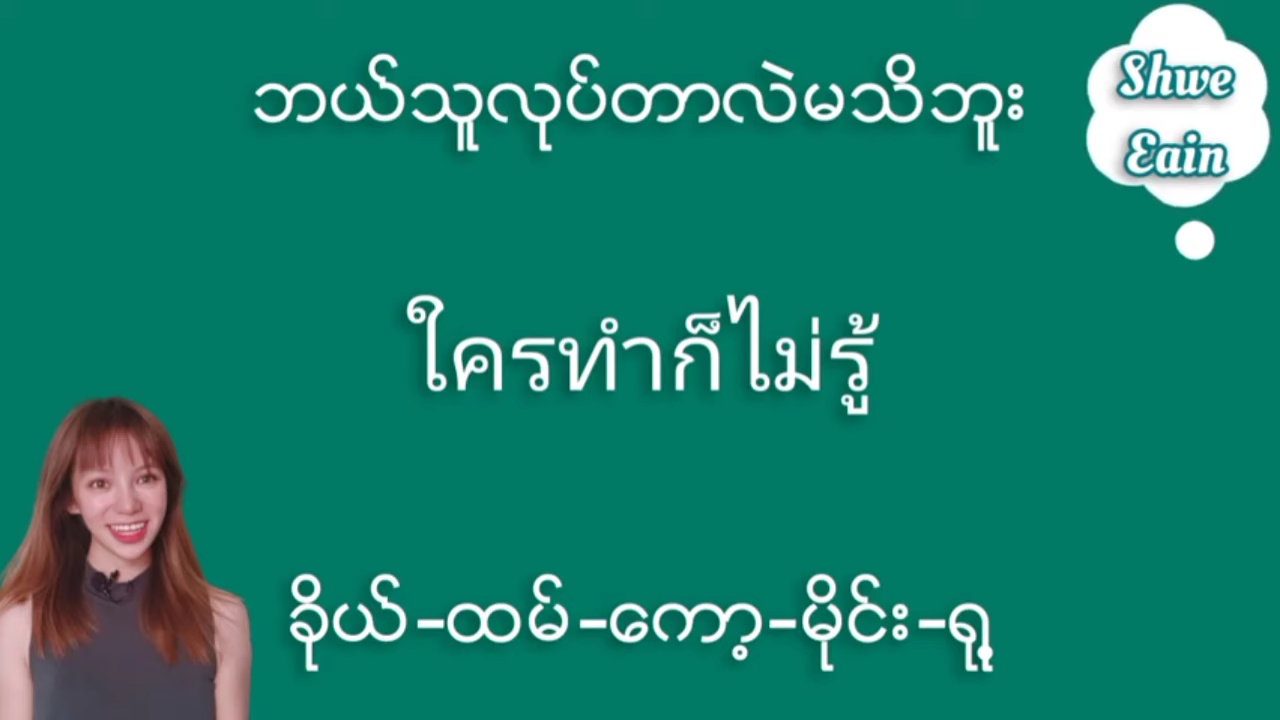 ဘယ်သူလုပ်တာလဲမသိဘူး
Shwe
Eain
ใครทำก็ไม่รู้
ခိုယ်-ထမ်-ကော့-မိုင်း-ရု့